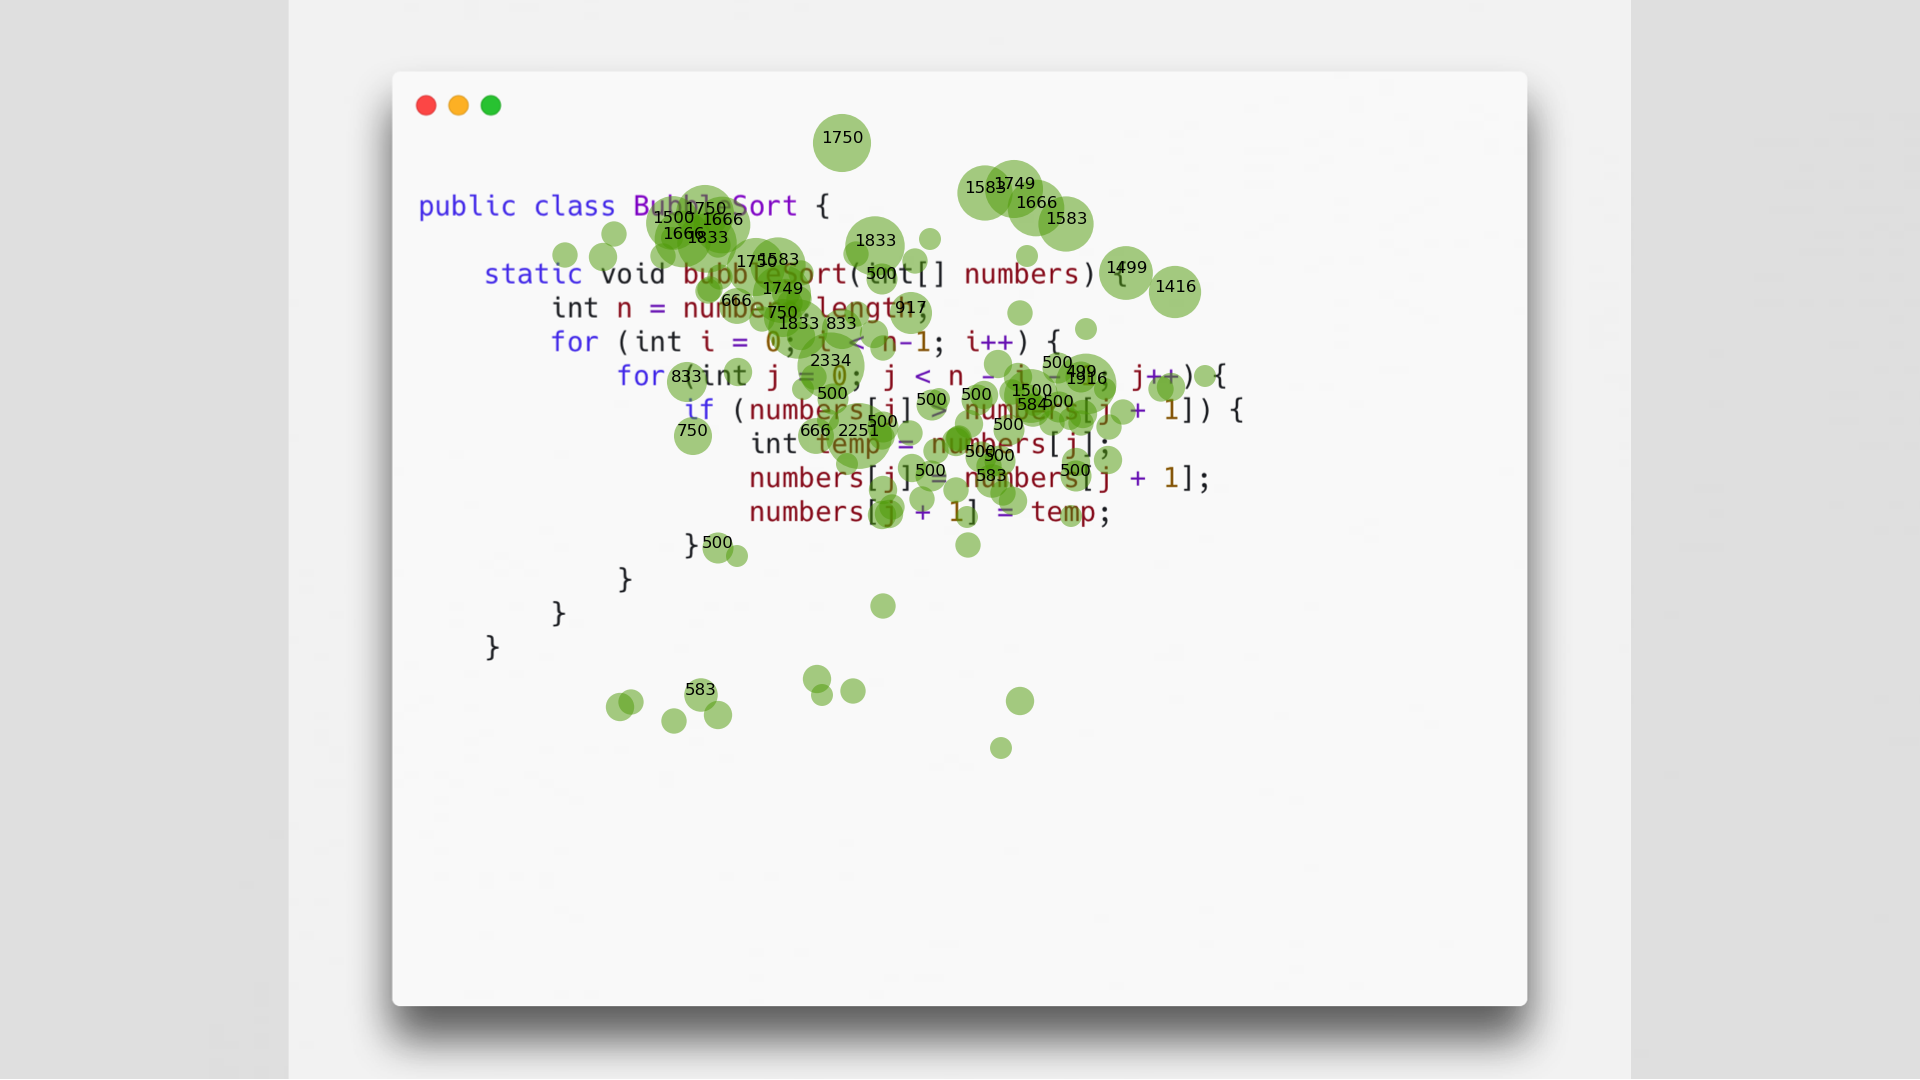 1750
1583 1749
1666
1583
public class BubbleSort {
1500 1750 1666
1666 1833
1833
1750 1583
1499
1416
static void bubbleSort(int[] numbers) {
500
1749
int n = numbers.length;
666 750 917
1833 833
for (int i = 0; i < n-1; i++) {
2334 500 499
1916
for (int j = 0; j < n - i - 1; j++) {
833
500 500 500 1500 584 500
if (numbers[j] > numbers[j + 1]) {
750 666 2251 500 500
int temp = numbers[j];
500 500
numbers[j] = numbers[j + 1];
500 583 500
numbers[j + 1] = temp;
}
500
}
}
}
583